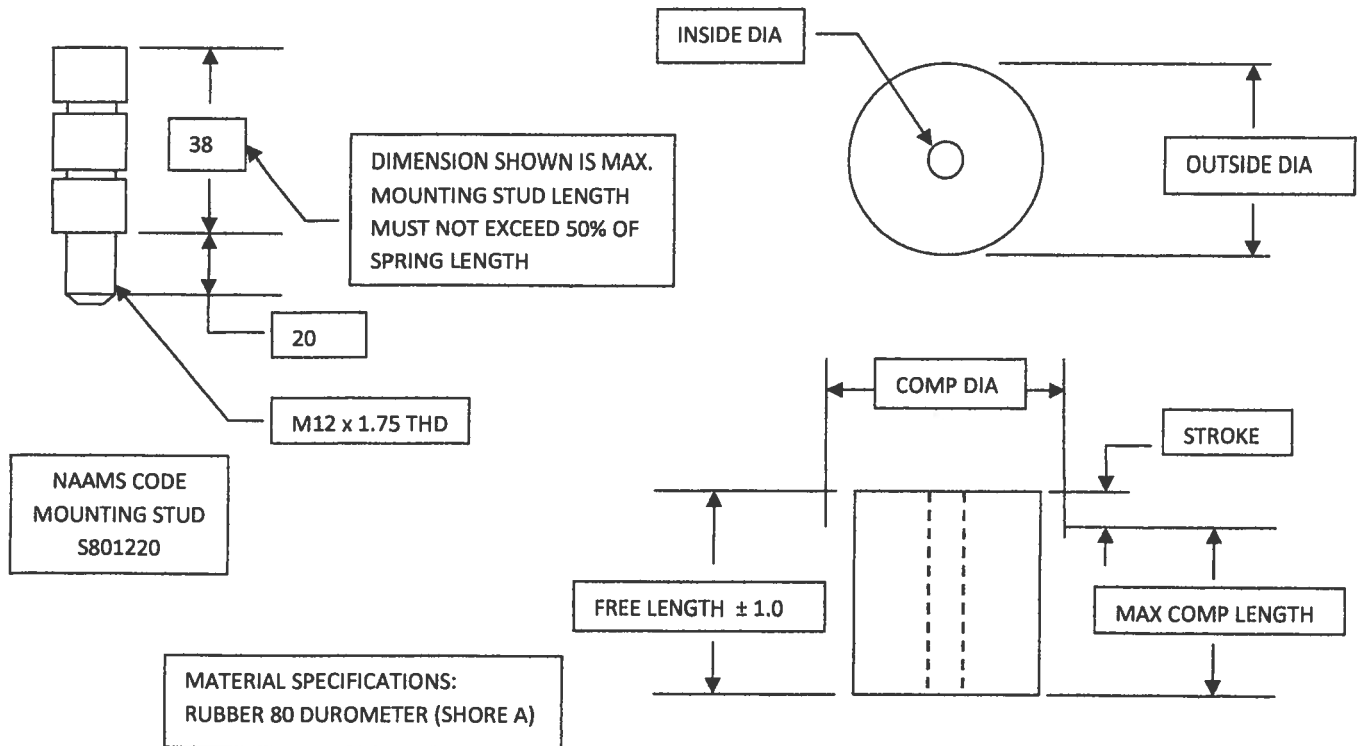 INSIDE DIA
38
DIMENSION SHOWN IS MAX.
MOUNTING STUD LENGTH
MUST NOT EXCEED 50% OF
SPRING LENGTH
OUTSIDE DIA
20
M12 x 1.75 THD
NAAMS CODE
MOUNTING STUD
S801220
COMP DIA
STROKE
FREE LENGTH ± 1.0
MAX COMP LENGTH
MATERIAL SPECIFICATIONS:
RUBBER 80 DUROMETER (SHORE A)